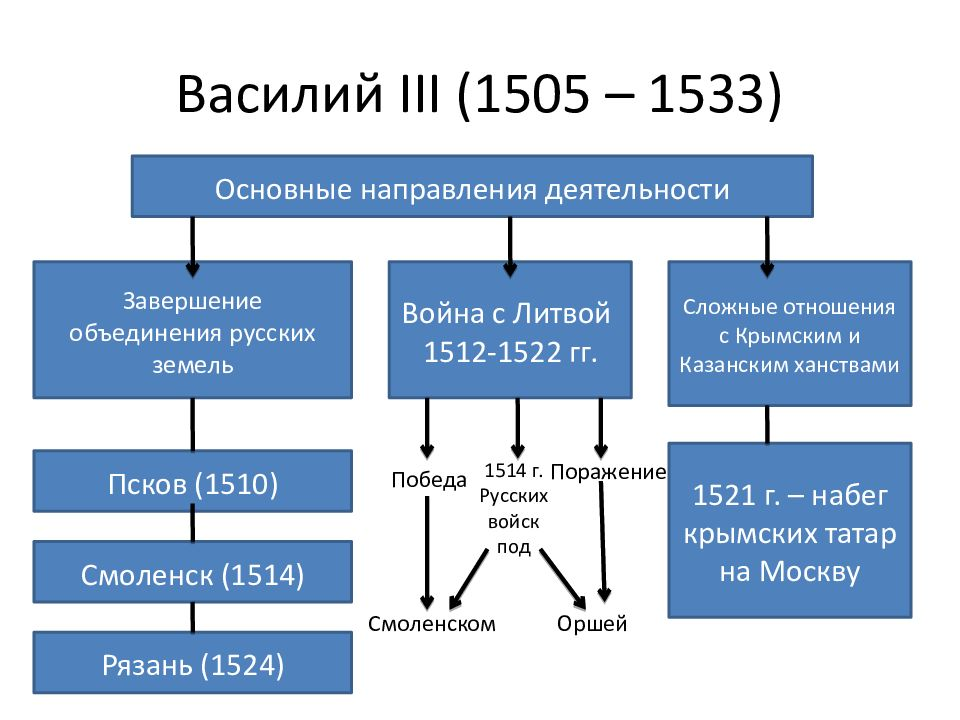 Василий III (1505 – 1533)
Основные направления деятельности
Завершение
объединения русских
земель
Псков (1510)
Смоленск (1514)
Рязань (1524)
Война с Литвой
1512-1522 гг.
Победа
1514 г.
Русских
войск
под
Поражение
Смоленском
Оршей
Сложные отношения
с Крымским и
Казанским ханствами
1521 г. – набег
крымских татар
на Москву